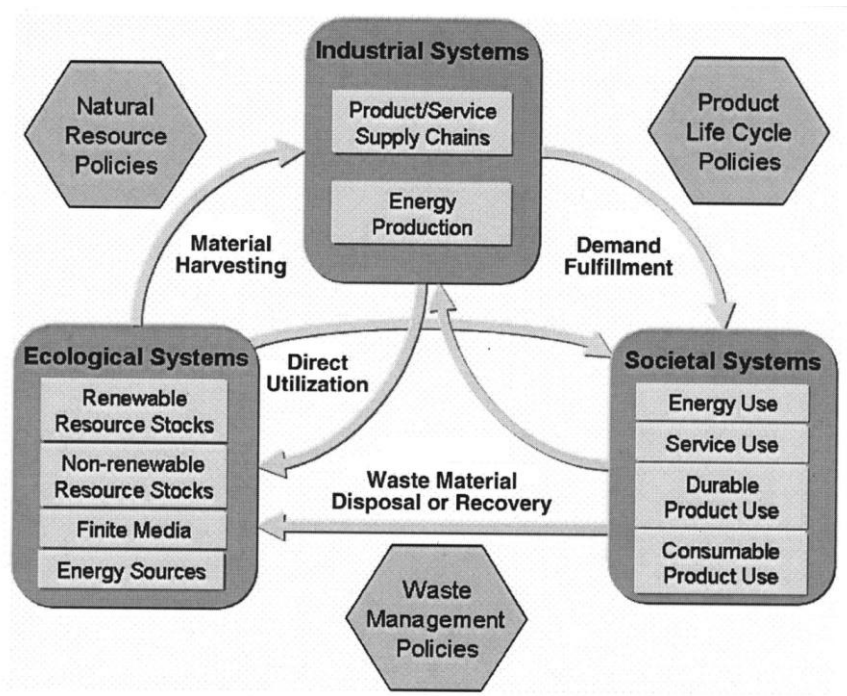 Industrial Systems
Natural
Resource
Policies
Product/Service
Supply Chains
Energy
Production
Product
Life Cycle
Policies
Material
Harvesting
Demand
Fulfillment
Ecological Systems
Renewable
Resource Stocks
Non-renewable
Resource Stocks
Finite Media
Energy Sources
Direct
Utilization
Societal Systems
Energy Use
Service Use
Durable
Product Use
Consumable
Product Use
Waste Material
Disposal or Recovery
Waste
Management
Policies